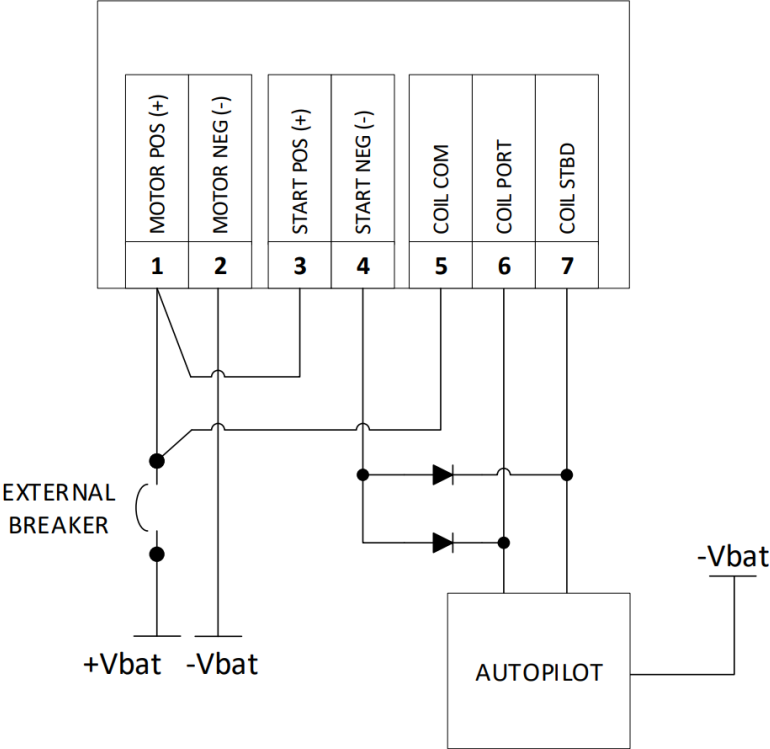 MOTOR POS (+)
MOTOR NEG (-)
START POS (+)
START NEG (-)
COIL COM
COIL PORT
COIL STBD
1
2
3
4
5
6
7
EXTERNAL
BREAKER
+Vbat
-Vbat
AUTOPILOT
-Vbat